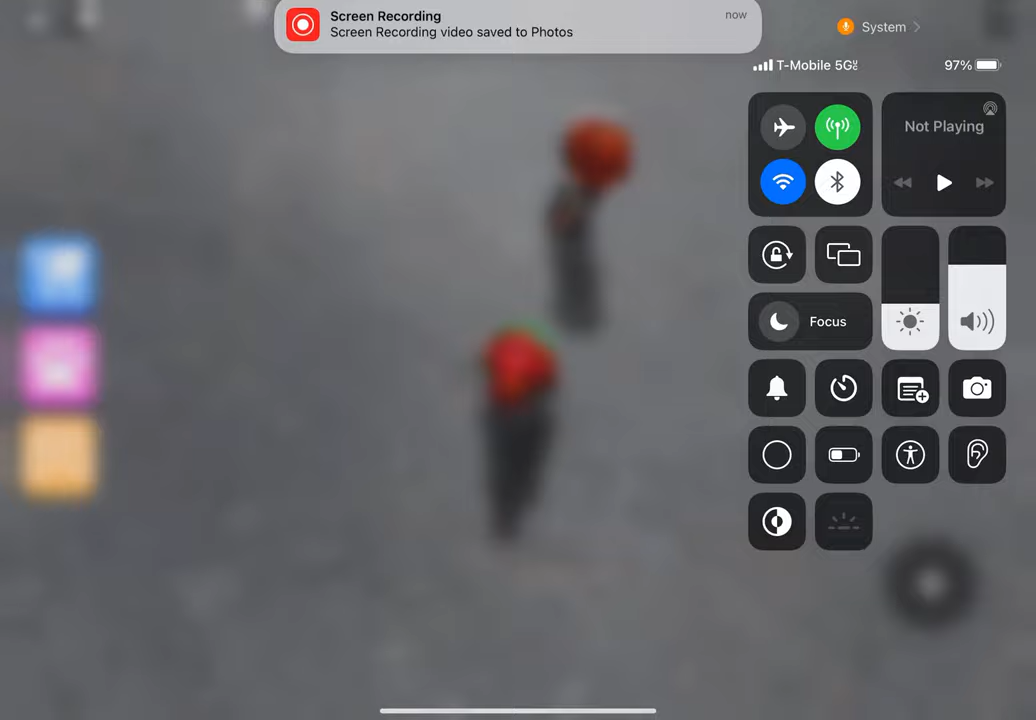 Screen Recording
now
Screen Recording video saved to Photos
System
T-Mobile 5G
97%
Not Playing
Focus